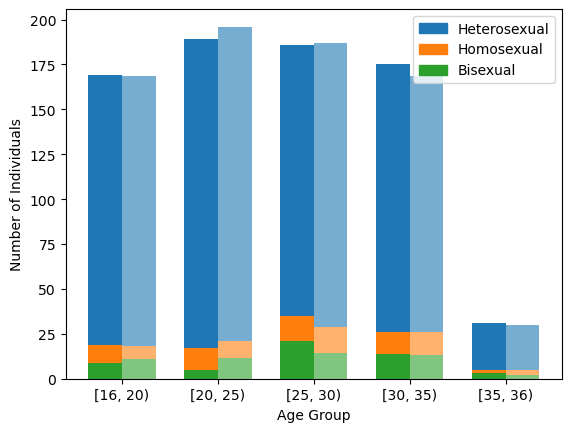 Heterosexual
Homosexual
Bisexual
Number of Individuals
200
175
150
125
100
75
50
25
0
[16, 20)
[20, 25)
[25, 30)
[30, 35)
[35, 36)
Age Group